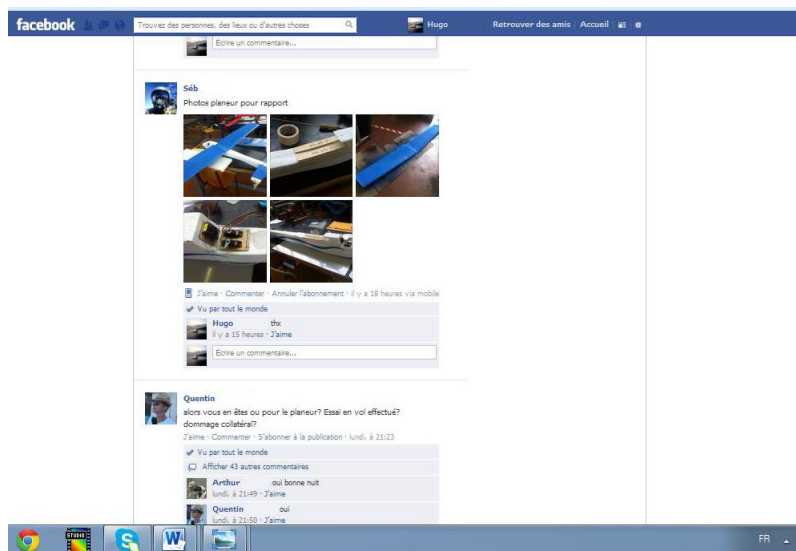 facebook
Trouvez des personnes, des lieux ou d'autres choses
Hugo
Retrouver des amis
Accueil
Écrire un commentaire...
Séb
Photos planeur pour rapport
J'aime · Commenter · Annuler l'abonnement · il y a 16 heures via mobile
Vu par tout le monde
Hugo thx
il y a 15 heures · J'aime
Écrire un commentaire...
Quentin
alors vous en êtes ou pour le planeur? Essai en vol effectué?
dommage collatéral?
J'aime · Commenter · S'abonner à la publication · lundi, à 21:23
Vu par tout le monde
Afficher 43 autres commentaires
Arthur oui bonne nuit
lundi, à 21:49 · J'aime
Quentin oui
lundi, à 21:50 · J'aime
STUDIO
S
W
FR